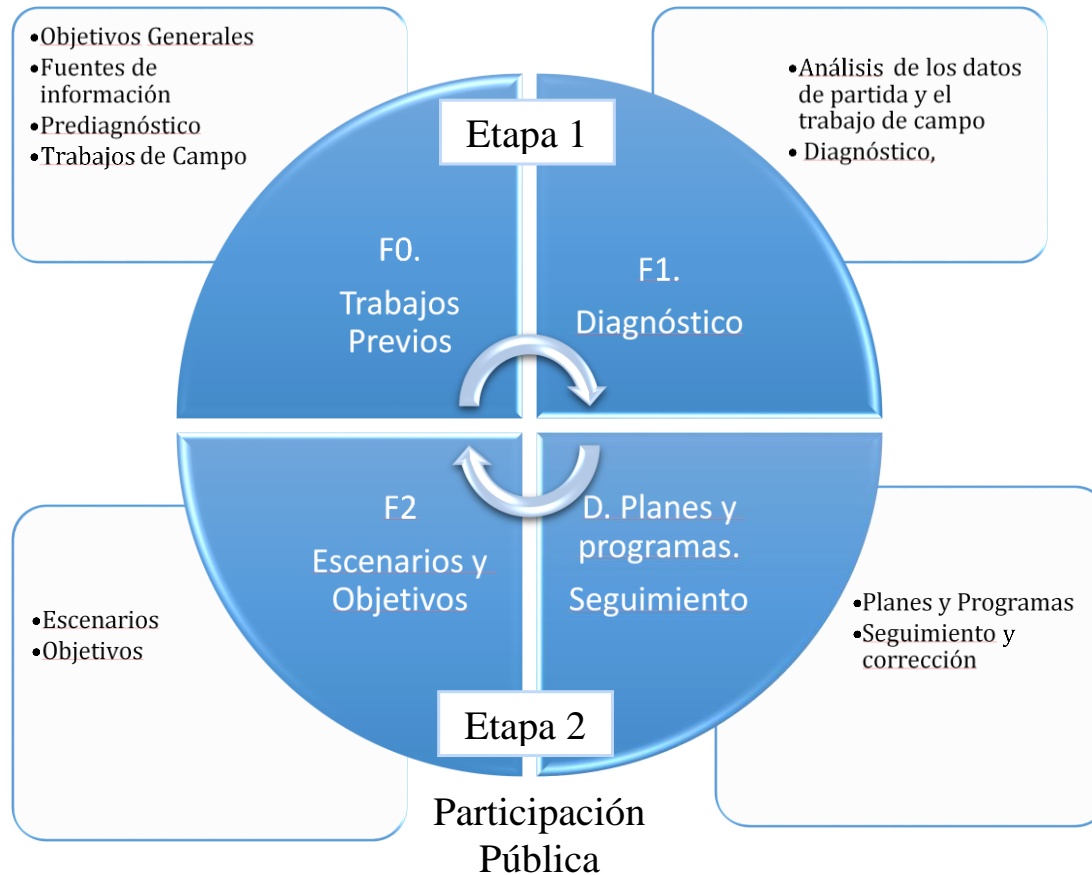 •Objetivos Generales
•Fuentes de
información
•Prediagnóstico
•Trabajos de Campo
•Análisis de los datos
de partida y el
trabajo de campo
• Diagnóstico,
Etapa 1
F0.
Trabajos
Previos
F1.
Diagnóstico
F2
Escenarios y
Objetivos
D. Planes y
programas.
Seguimiento
•Escenarios
•Objetivos
•Planes y Programas
•Seguimiento y
corrección
Etapa 2
Participación
Pública